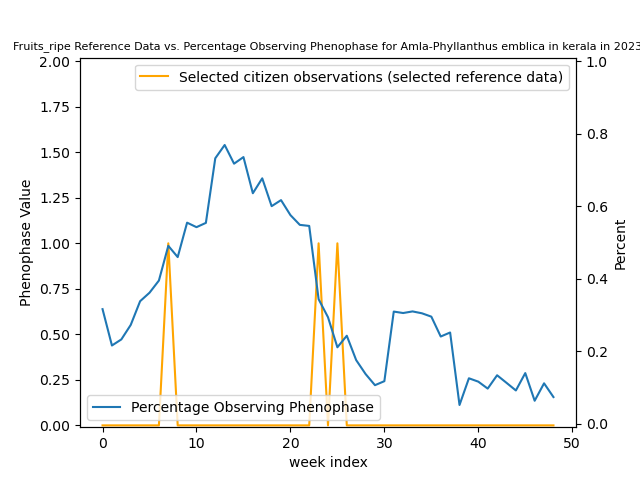 Fruits_ripe Reference Data vs. Percentage Observing Phenophase for Amla-Phyllanthus emblica in kerala in 2023
2.00
1.75
1.50
1.25
1.00
0.75
0.50
0.25
0.00
Phenophase Value
Selected citizen observations (selected reference data)
Percentage Observing Phenophase
1.0
0.8
0.6
0.4
0.2
0.0
Percent
0 10 20 30 40 50
week index